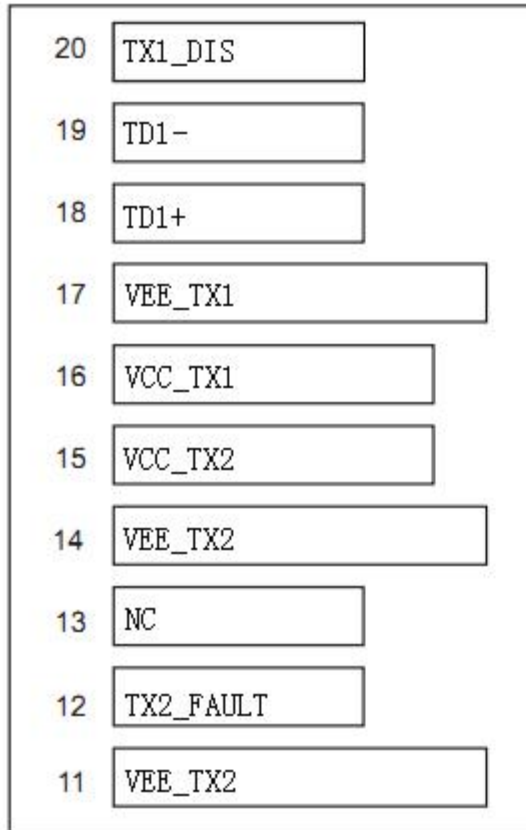 20 TX1_DIS
19 TD1-
18 TD1+
17 VEE_TX1
16 VCC_TX1
15 VCC_TX2
14 VEE_TX2
13 NC
12 TX2_FAULT
11 VEE_TX2